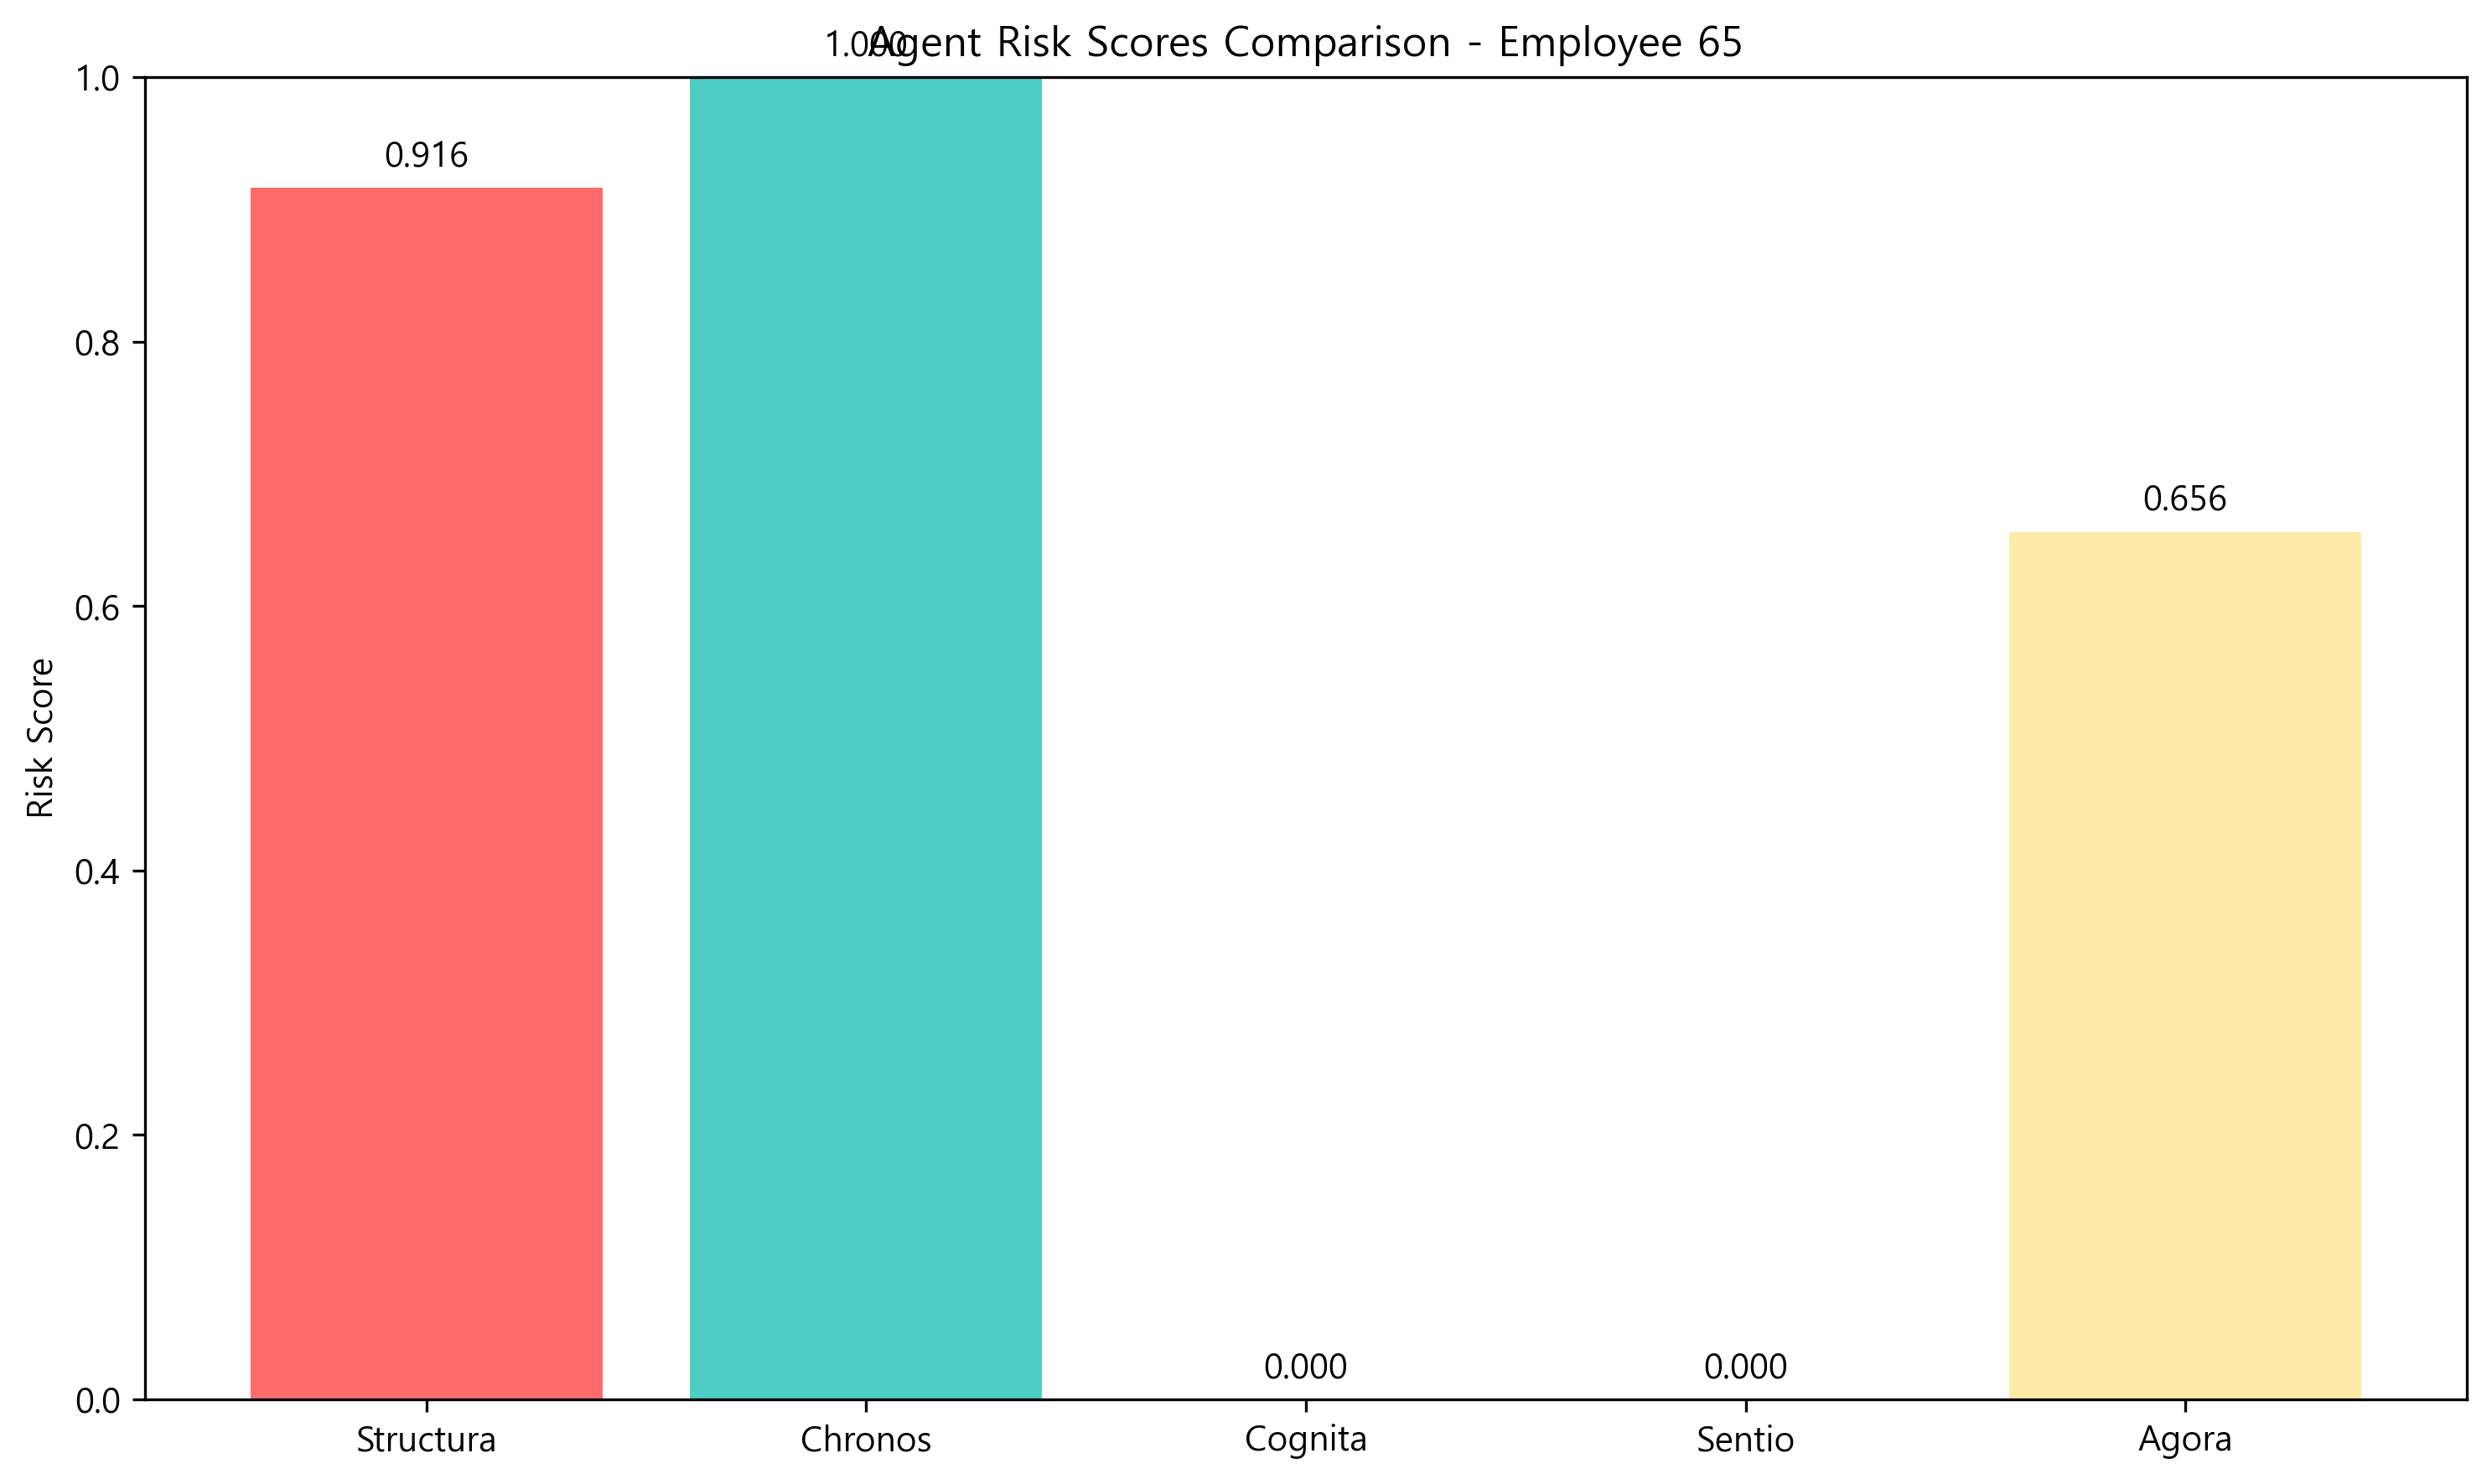 Agent Risk Scores Comparison - Employee 65
1.000
1.0
0.916
0.8
0.656
0.6
Risk Score
0.4
0.2
0.000
0.000
0.0
Structura
Chronos
Cognita
Sentio
Agora